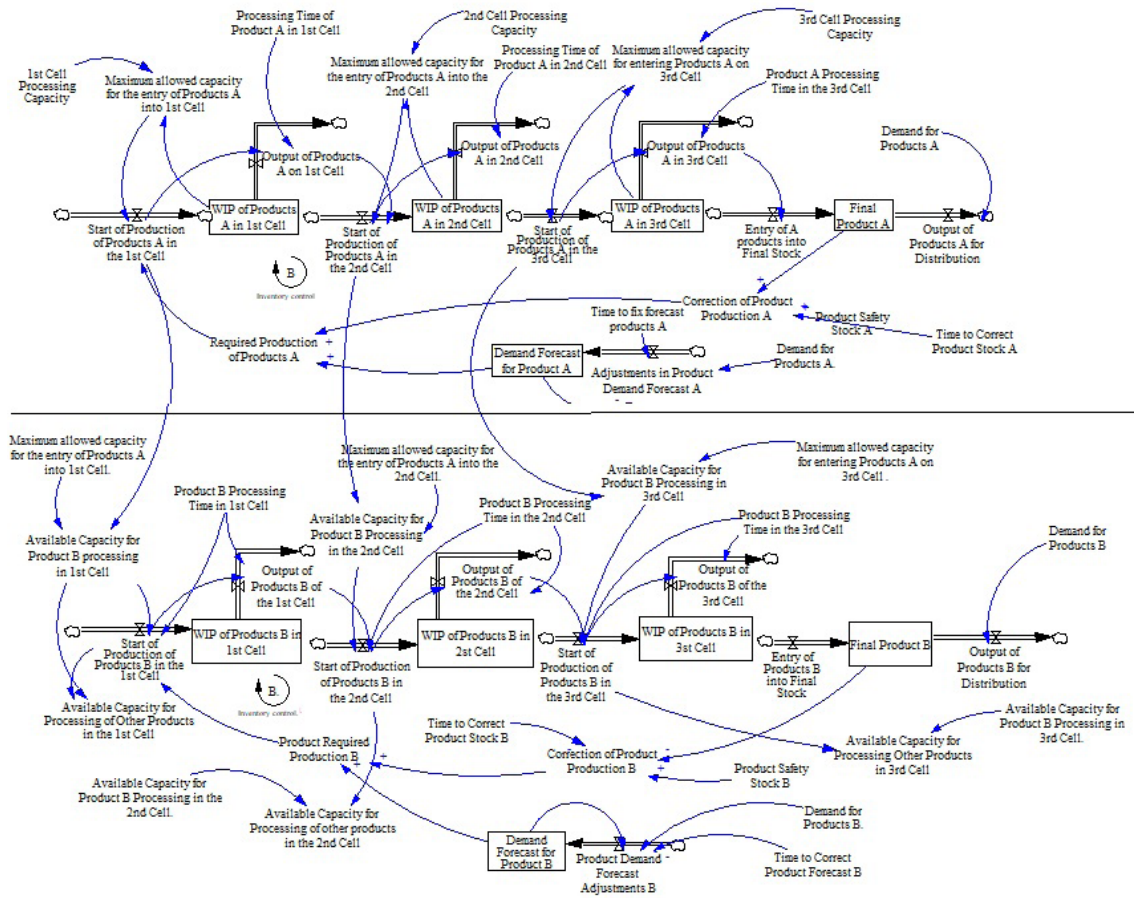 Processing Time of
Product A in 1st Cell
2nd Cell Processing
Capacity
3rd Cell Processing
Capacity
1st Cell
Processing
Capacity
Maximum allowed capacity
for the entry of Products A
into 1st Cell
Maximum allowed capacity for
the entry of Products A into the
2nd Cell
Processing Time of
Product A in 2nd Cell
Maximum allowed capacity
for entering Products A on
3rd Cell
Product A Processing
Time in the 3rd Cell
Output of Products
A on 1st Cell
Output of Products
A in 2nd Cell
Output of Products
A in 3rd Cell
Demand for
Products A
WIP of Products
A in 1st Cell
WIP of Products
A in 2nd Cell
WIP of Products
A in 3rd Cell
Final
Product A
Start of Production
of Products A in
the 1st Cell
Start of
Production of
Products A in
the 2nd Cell
Start of
Production of
Products A in the
3rd Cell
Entry of A
products into
Final Stock
Output of
Products A for
Distribution
B
Inventory control
+
Correction of Product
Production A
+
Product Safety
Stock A
Time to Correct
Product Stock A
Time to fix forecast
products A
Required Production
of Products A
+
+
Demand Forecast
for Product A
Adjustments in Product
Demand Forecast A
Demand for
Products A.
- –
Maximum allowed capacity
for the entry of Products A
into 1st Cell.
Maximum allowed capacity for
the entry of Products A into the
2nd Cell.
Available Capacity for
Product B Processing in
3rd Cell
Maximum allowed capacity
for entering Products A on
3rd Cell .
Product B Processing
Time in 1st Cell
Product B Processing
Time in the 2nd Cell
Product B Processing
Time in the 3rd Cell
Available Capacity for
Product B processing
in 1st Cell
Available Capacity for
Product B Processing
in the 2nd Cell
Demand for
Products B
Output of
Products B of
the 1st Cell
Output of
Products B of
the 2nd Cell
Output of
Products B of the
3rd Cell
WIP of Products B in
1st Cell
WIP of Products B in
2st Cell
WIP of Products B in
3st Cell
Final Product B
Start of
Production of
Products B in the
1st Cell
Start of Production
of Products B in
the 2nd Cell
Start of
Production of
Products B in
the 3rd Cell
Entry of
Products B
into Final
Stock
Output of
Products B for
Distribution
B.
Inventory control.
Available Capacity for
Processing of Other Products
in the 1st Cell
Product Required
Production B
+
+
Time to Correct
Product Stock B
Correction of Product
Production B
-
+
Product Safety
Stock B
Available Capacity for
Processing Other Products
in 3rd Cell
Available Capacity for
Product B Processing in
3rd Cell.
Available Capacity for
Product B Processing in the
2nd Cell.
Available Capacity for
Processing of other products
in the 2nd Cell
Demand
Forecast for
Product B
Product Demand
Forecast
Adjustments B
-
Demand for
Products B.
Time to Correct
Product Forecast B